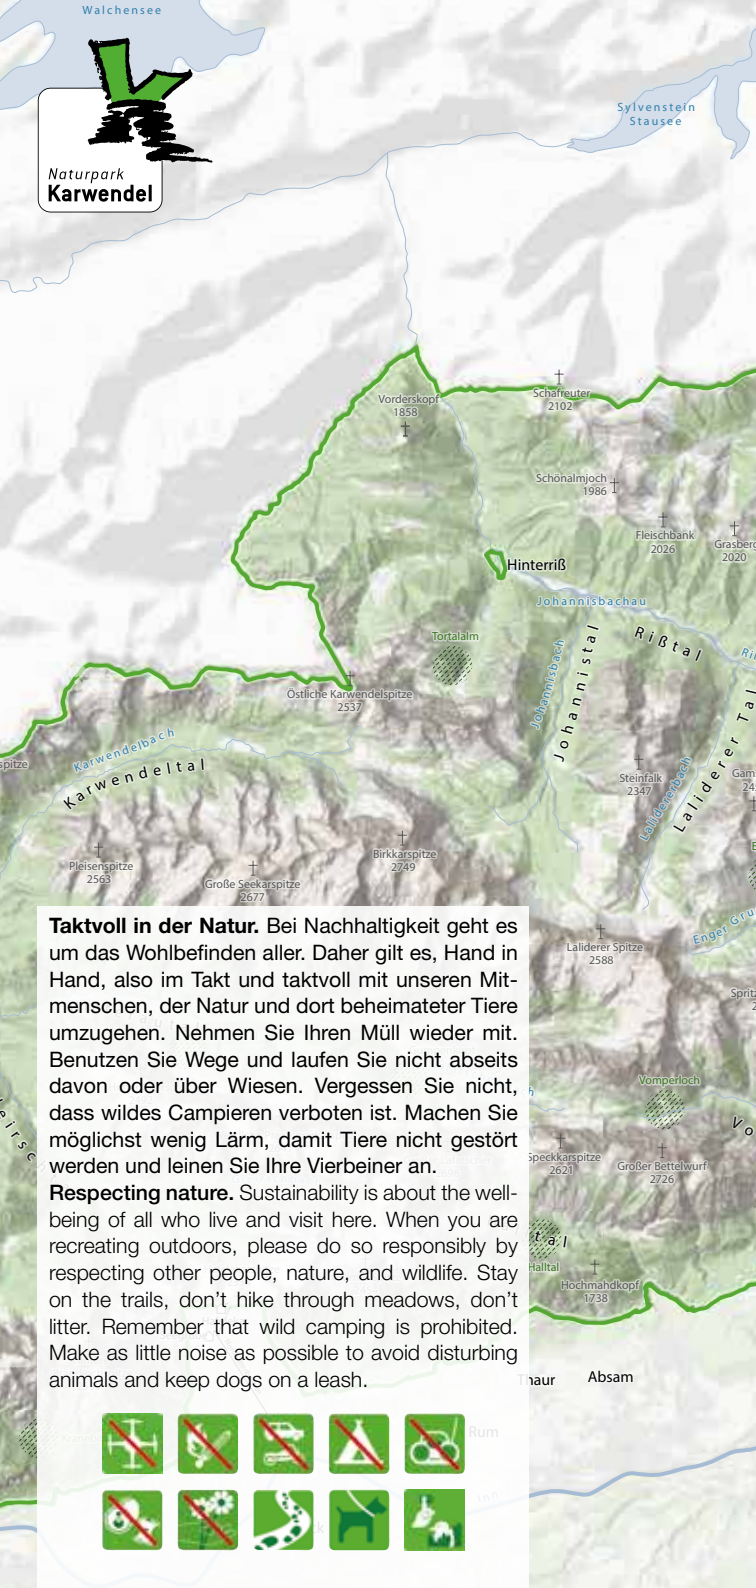 Walchensee
Sylvenstein
Stausee
Naturpark
Karwendel
Vorderskopf
1858
Schafreuter
2102
Schönalmjoch
1986
Fleischbank
2026
Grasberg
2020
Hinterriß
Johannisbachau
Rißtal
Tortalalm
Johannisbach
Johannistal
Östliche Karwendelspitze
2537
Karwendelbach
Karwendeltal
spitze
Steinfalk
2347
Laliderer Tal
Laliderer­bach
Birkkarspitze
2749
Pleisenspitze
2563
Große Seekarspitze
2677
Laliderer Spitze
2588
Enger Gru
Taktvoll in der Natur. Bei Nachhaltigkeit geht es
um das Wohlbefinden aller. Daher gilt es, Hand in
Hand, also im Takt und taktvoll mit unseren Mit-
menschen, der Natur und dort beheimateter Tiere
umzugehen. Nehmen Sie Ihren Müll wieder mit.
Benutzen Sie Wege und laufen Sie nicht abseits
davon oder über Wiesen. Vergessen Sie nicht,
dass wildes Campieren verboten ist. Machen Sie
möglichst wenig Lärm, damit Tiere nicht gestört
werden und leinen Sie Ihre Vierbeiner an.
Respecting nature. Sustainability is about the well-
being of all who live and visit here. When you are
recreating outdoors, please do so responsibly by
respecting other people, nature, and wildlife. Stay
on the trails, don't hike through meadows, don't
litter. Remember that wild camping is prohibited.
Make as little noise as possible to avoid disturbing
animals and keep dogs on a leash.
Vomperloch
Speckkarspitze
2621
Großer Bettelwurf
2726
tal
Halltal
Hochmahdkopf
1738
Thaur
Absam
Rum
Inn